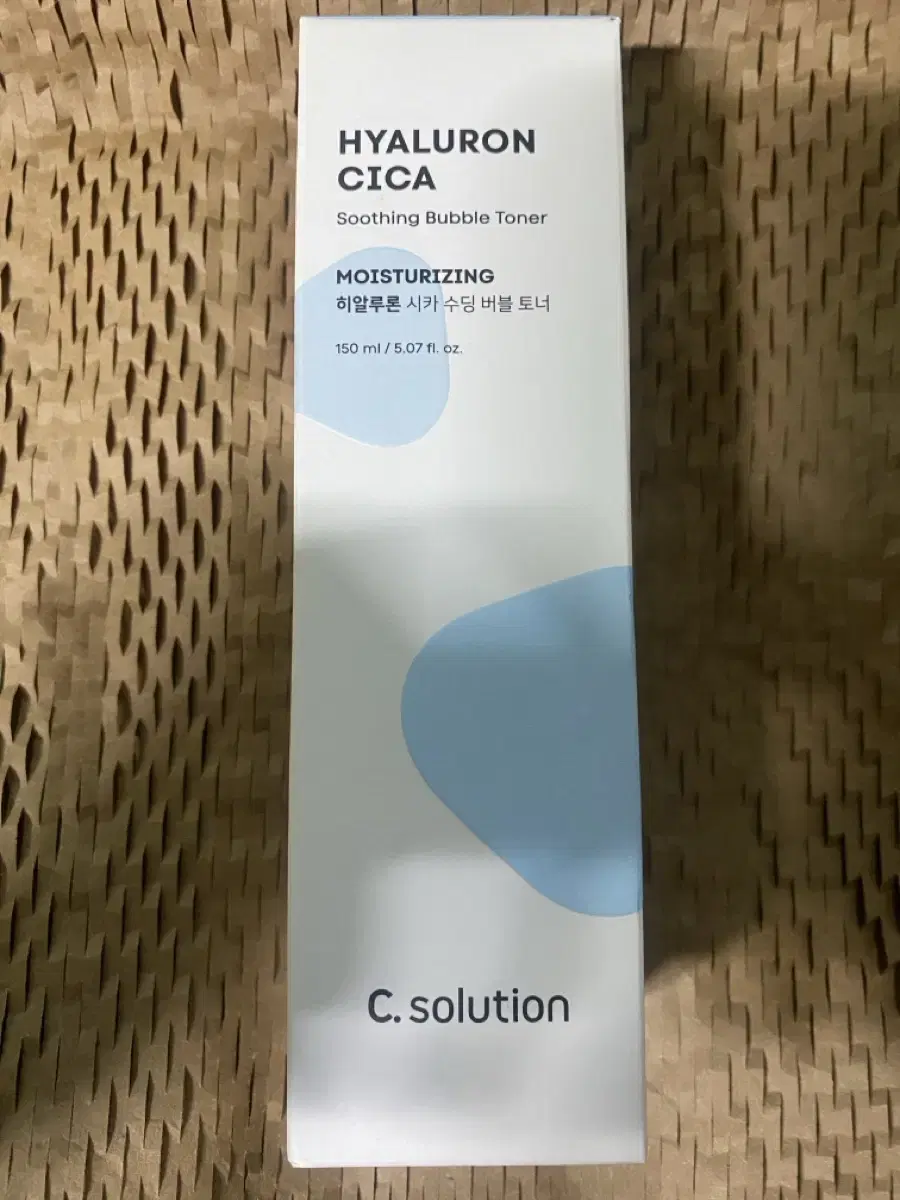 HYALURON
CICA
Soothing Bubble Toner
MOISTURIZING
히알루론 시카 수딩 버블 토너
150 ml / 5.07 fl. oz.
C. solution